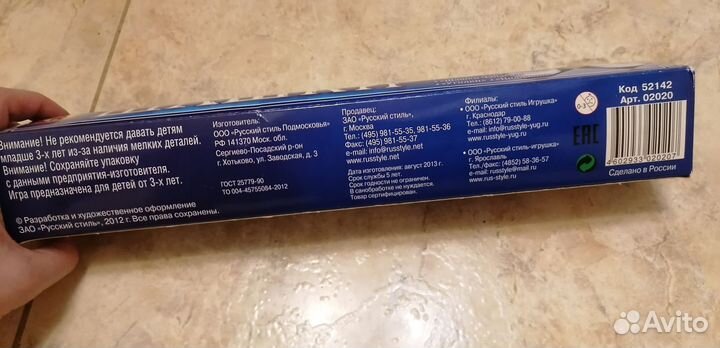 Внимание! Не рекомендуется давать детям
младше 3-х лет из-за наличия мелких деталей.
Внимание! Сохраняйте упаковку
с данными предприятия-изготовителя.
Игра предназначена для детей от 3-х лет.
© Разработка и художественное оформление
ЗАО «Русский стиль», 2012 г. Все права сохранены.
Изготовитель:
© ООО «Русский стиль Подмосковья»
РФ 141370 Моск. обл.
Сергиево-Посадский р-он
г. Хотьково, ул. Заводская, д. 3
ГОСТ 25779-90
ТО 004-45755084-2012
Продавец:
ЗАО «Русский стиль»,
г. Москва
Тел.: (495) 981-55-35, 981-55-36
Факс: (495) 981-55-37
e-mail: info@russtyle.net
www.russtyle.net
Дата изготовления: август 2013 г.
Срок службы 5 лет.
Срок годности не ограничен.
В санобработке не нуждается.
Товар сертифицирован.
Филиалы:
• ООО «Русский стиль Игрушка»
г. Краснодар
Тел.: (8612) 79-00-88
e-mail: info@russtyle-yug.ru
www.russtyle-yug.ru
• ООО «Русский стиль-игрушка»
г. Ярославль,
Тел./факс: (4852) 58-36-57
e-mail: russtyle@mail.ru
www.rus-style.ru
0-3
EAC
Код 52142
Арт. 02020
4602933 020201
Сделано в России
Avito